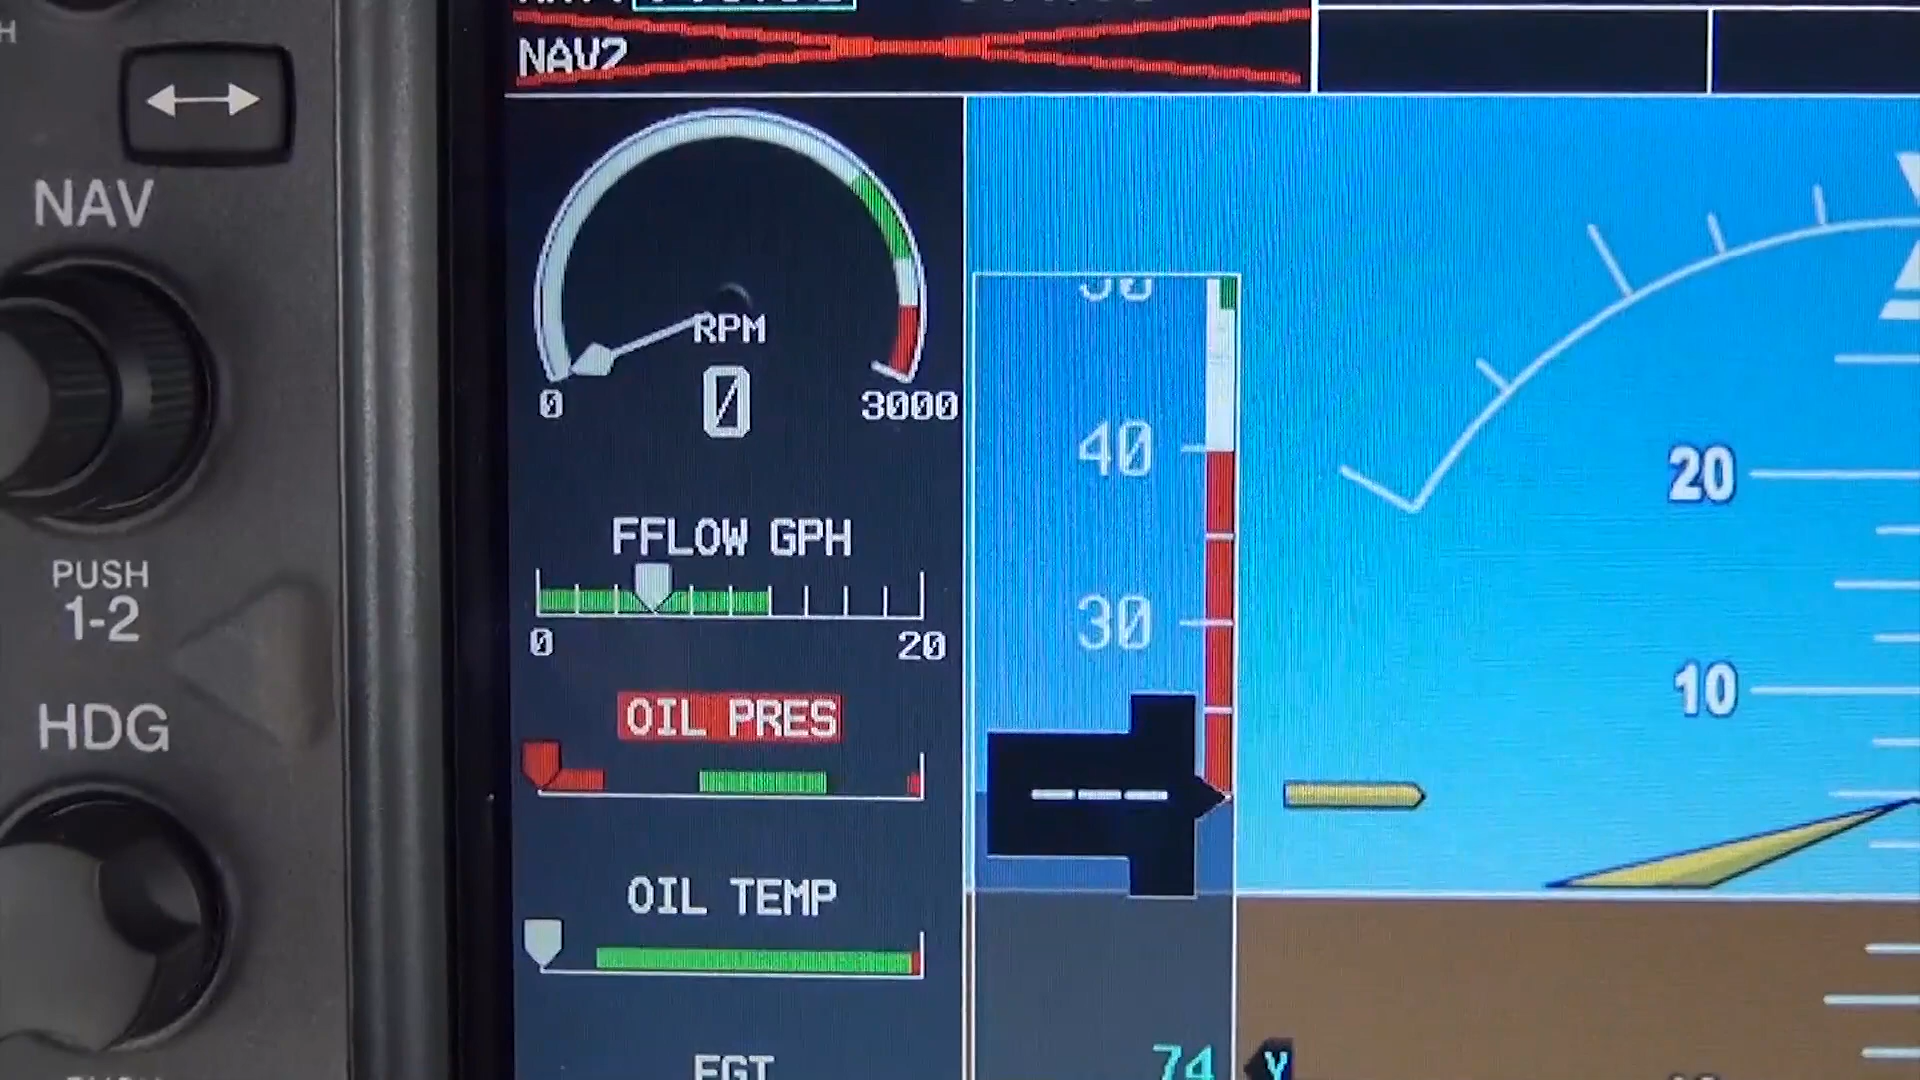 NAV2
NAV
RPM
0
0
3000
FFLOW GPH
0
20
PUSH
1-2
HDG
OIL PRES
OIL TEMP
EGT
50
40
30
---
74
Y
20
10